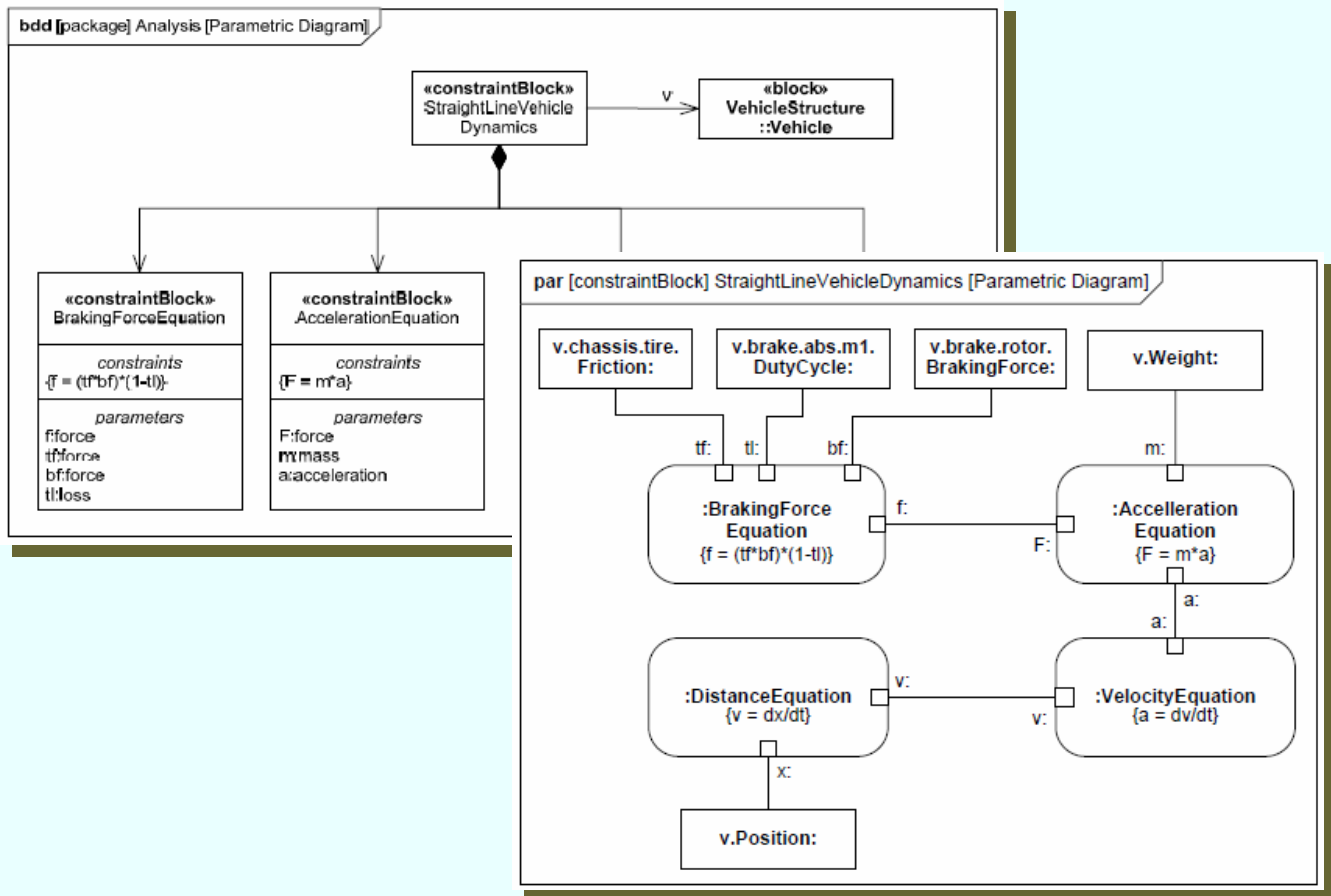 bdd [package] Analysis [Parametric Diagram]
«constraintBlock»
StraightLineVehicle
Dynamics
v:
«block»
VehicleStructure
::Vehicle
«constraintBlock»
BrakingForceEquation
constraints
{f = (tf*bf)*(1-tl)}
parameters
f:force
tf:force
bf:force
tl:loss
«constraintBlock»
AccelerationEquation
constraints
{F = m*a}
parameters
F:force
m:mass
a:acceleration
par [constraintBlock] StraightLineVehicleDynamics [Parametric Diagram]
v.chassis.tire.
Friction:
v.brake.abs.m1.
DutyCycle:
v.brake.rotor.
BrakingForce:
v.Weight:
tf:
tl:
bf:
m:
:BrakingForce
Equation
{f = (tf*bf)*(1-tl)}
f:
F:
:Accelleration
Equation
{F = m*a}
a:
a:
:DistanceEquation
{v = dx/dt}
v:
v:
:VelocityEquation
{a = dv/dt}
x:
v.Position: